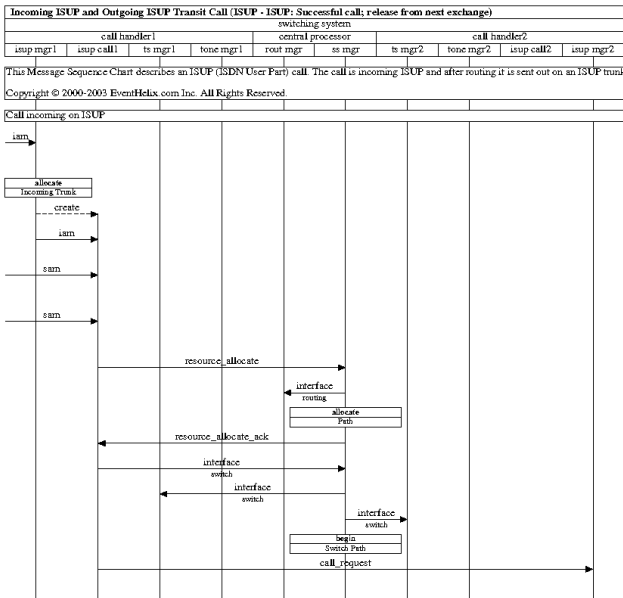 Incoming ISUP and Outgoing ISUP Transit Call (ISUP - ISUP: Successful call; release from next exchange)
switching system
call handler1 central processor call handler2
isup mgr1 isup call1 ts mgr1 tone mgr1 rout mgr ss mgr ts mgr2 tone mgr2 isup call2 isup mgr2
This Message Sequence Chart describes an ISUP (ISDN User Part) call. The call is incoming ISUP and after routing it is sent out on an ISUP trunk
Copyright © 2000-2003 EventHelix.com Inc. All Rights Reserved.
Call incoming on ISUP
iam
allocate
Incoming Trunk
create
iam
sam
sam
resource_allocate
interface
routing
allocate
Path
resource_allocate_ack
interface
switch
interface
switch
interface
switch
begin
Switch Path
call_request